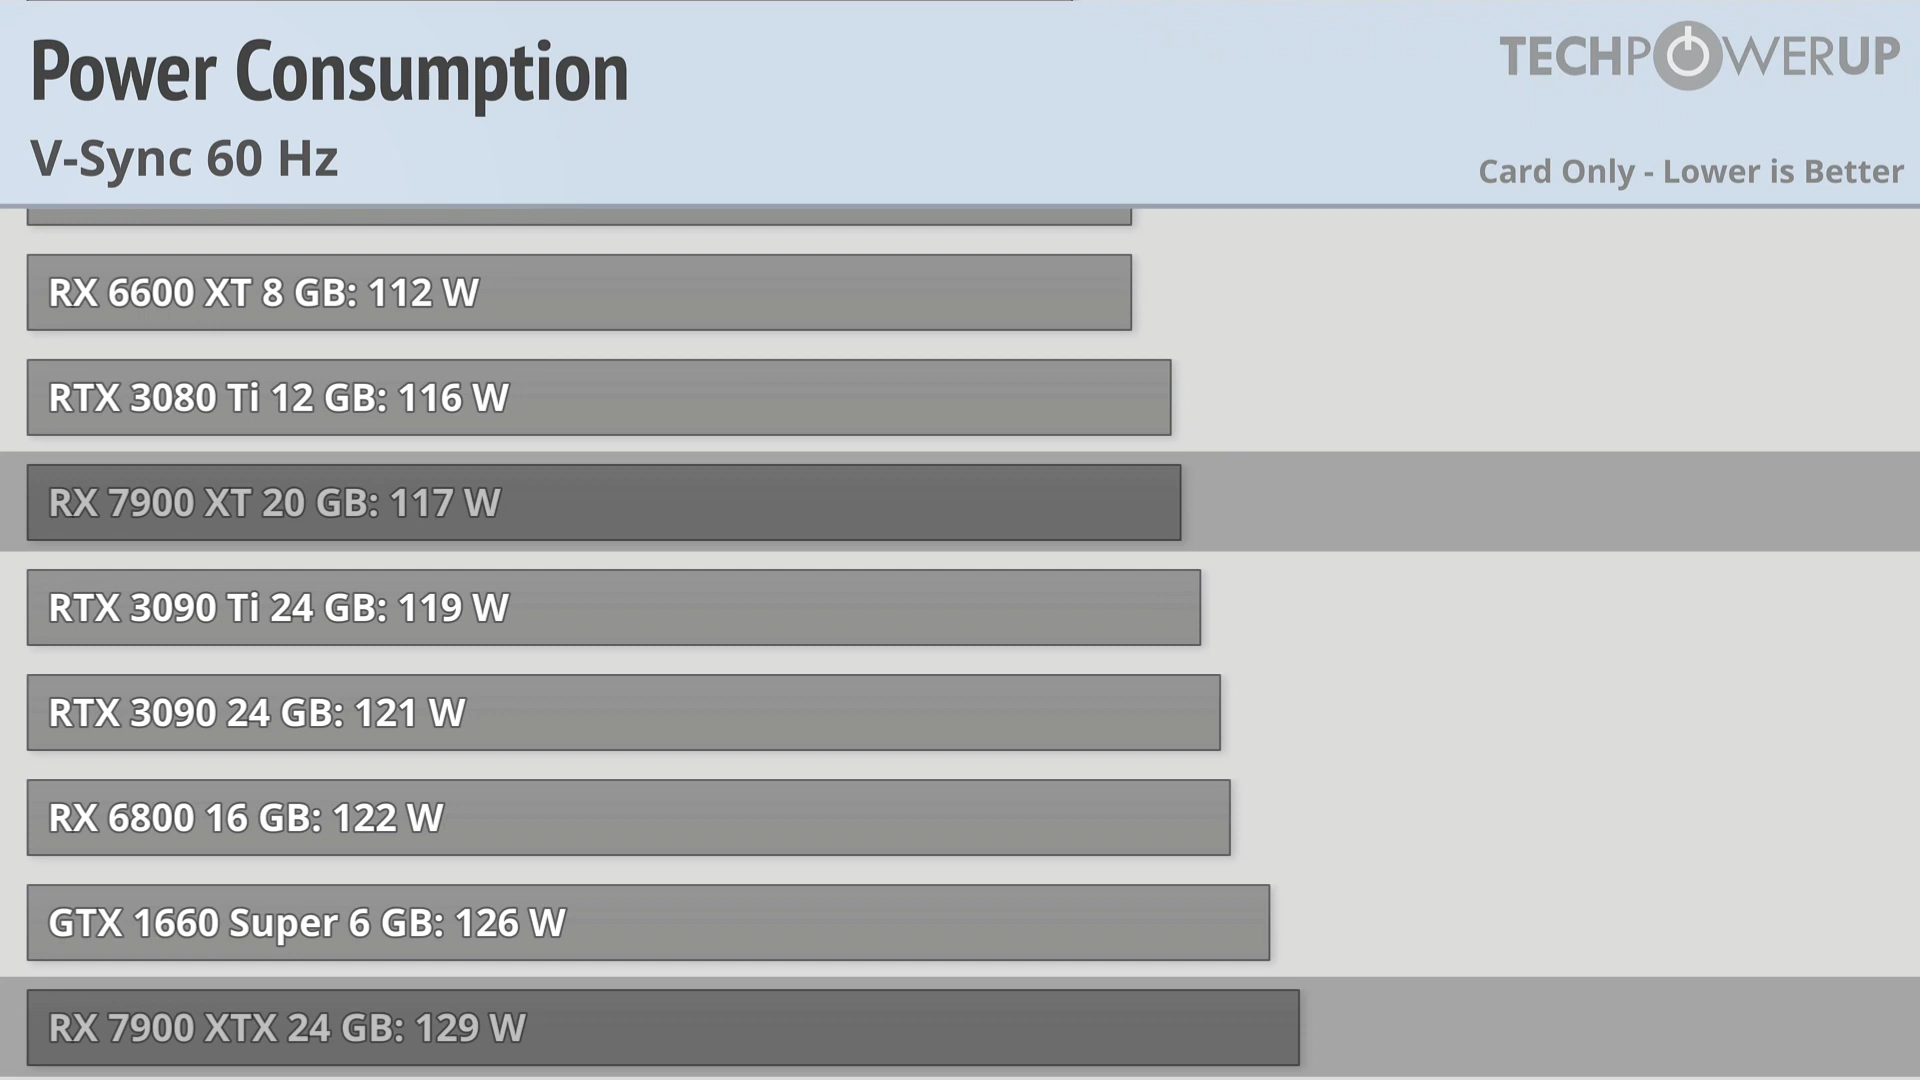 Power Consumption
TECHPOWERUP
V-Sync 60 Hz
Card Only - Lower is Better
RX 6600 XT 8 GB: 112 W
RTX 3080 Ti 12 GB: 116 W
RX 7900 XT 20 GB: 117 W
RTX 3090 Ti 24 GB: 119 W
RTX 3090 24 GB: 121 W
RX 6800 16 GB: 122 W
GTX 1660 Super 6 GB: 126 W
RX 7900 XTX 24 GB: 129 W